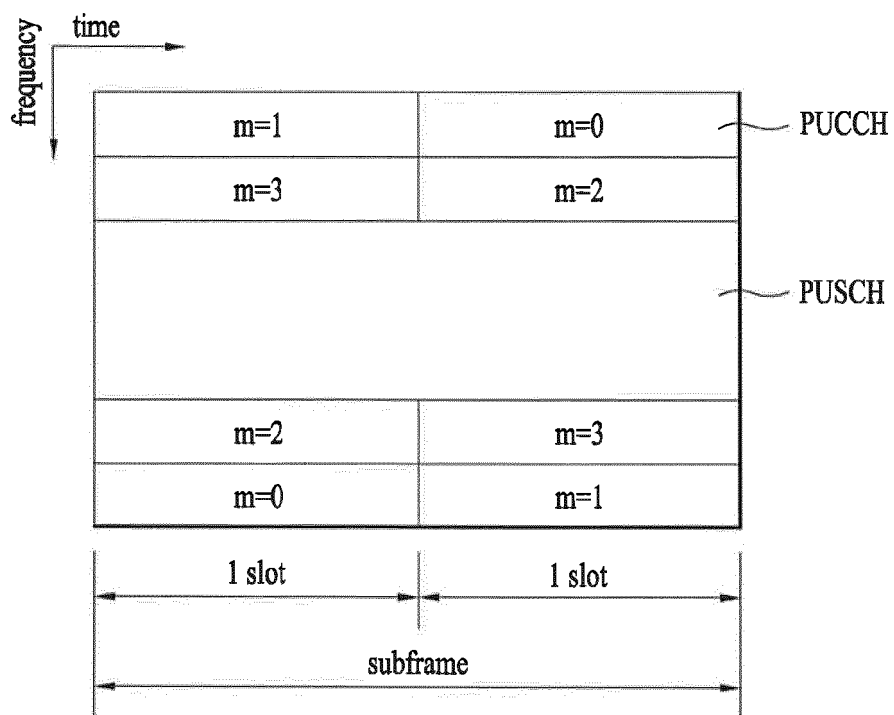 time
frequency
m=1
m=0
PUCCH
m=3
m=2
PUSCH
m=2
m=3
m=0
m=1
1 slot
1 slot
subframe